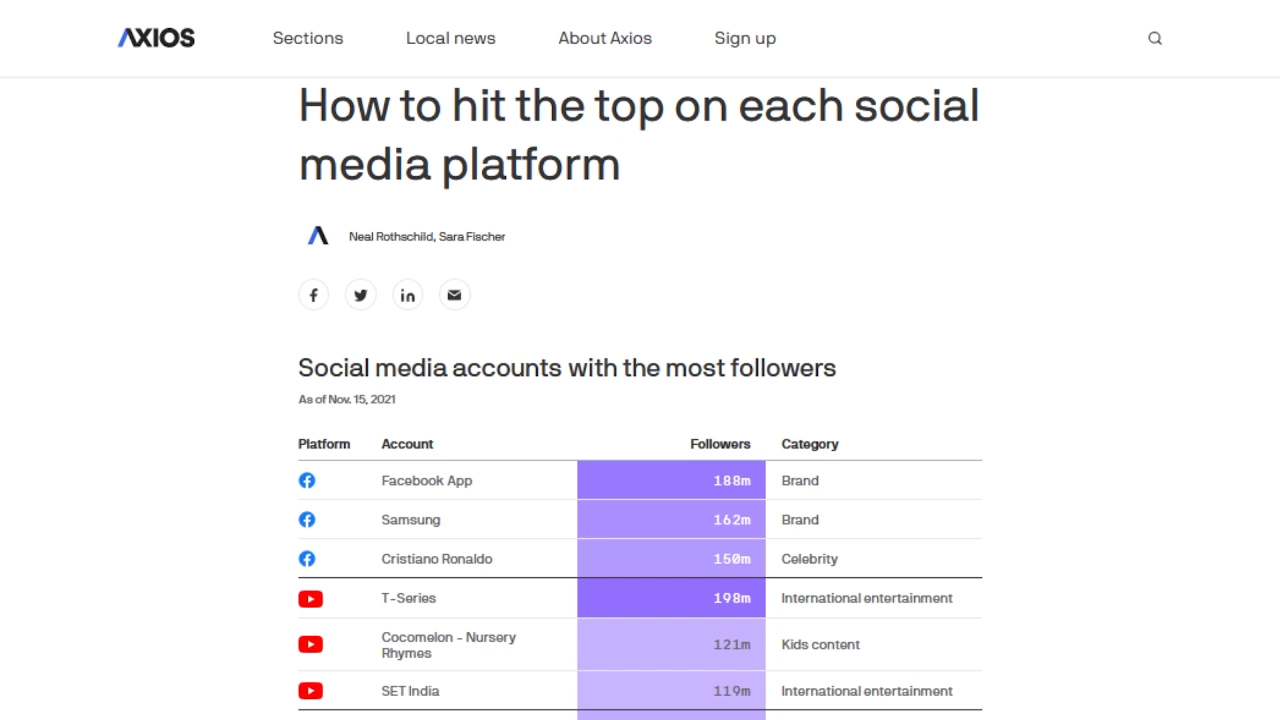 AXIOS Sections Local news About Axios Sign up
How to hit the top on each social
media platform
Neal Rothschild, Sara Fischer
Social media accounts with the most followers
As of Nov. 15, 2021
Platform Account Followers Category
Facebook App 188m Brand
Samsung 162m Brand
Cristiano Ronaldo 150m Celebrity
T-Series 198m International entertainment
Cocomelon - Nursery
Rhymes 121m Kids content
SET India 119m International entertainment